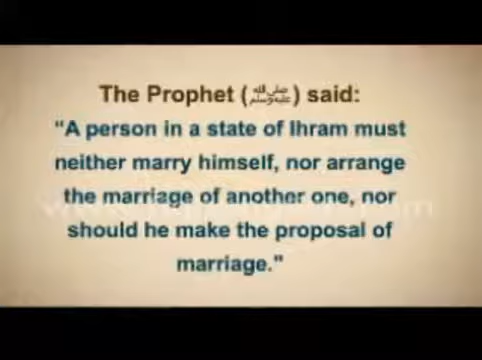 The Prophet (ﷺ) said:
"A person in a state of Ihram must
neither marry himself, nor arrange
the marriage of another one, nor
should he make the proposal of
marriage."